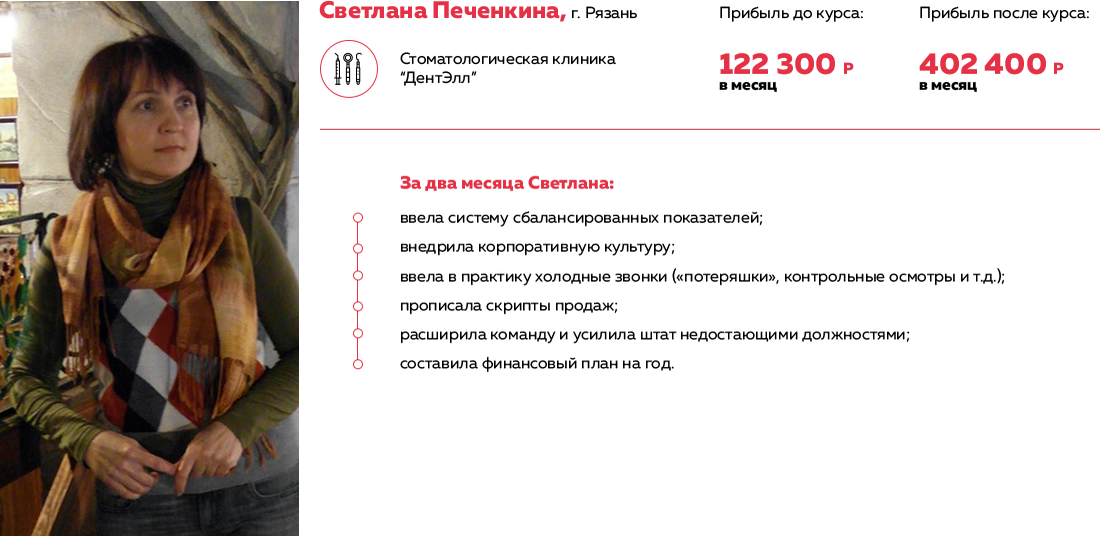 Светлана Печенкина, г. Рязань
Прибыль до курса:
Прибыль после курса:
Стоматологическая клиника
"ДентЭлл"
122 300 Р
в месяц
402 400 Р
в месяц
За два месяца Светлана:
ввела систему сбалансированных показателей;
внедрила корпоративную культуру;
ввела в практику холодные звонки («потеряшки», контрольные осмотры и т.д.);
прописала скрипты продаж;
расширила команду и усилила штат недостающими должностями;
составила финансовый план на год.